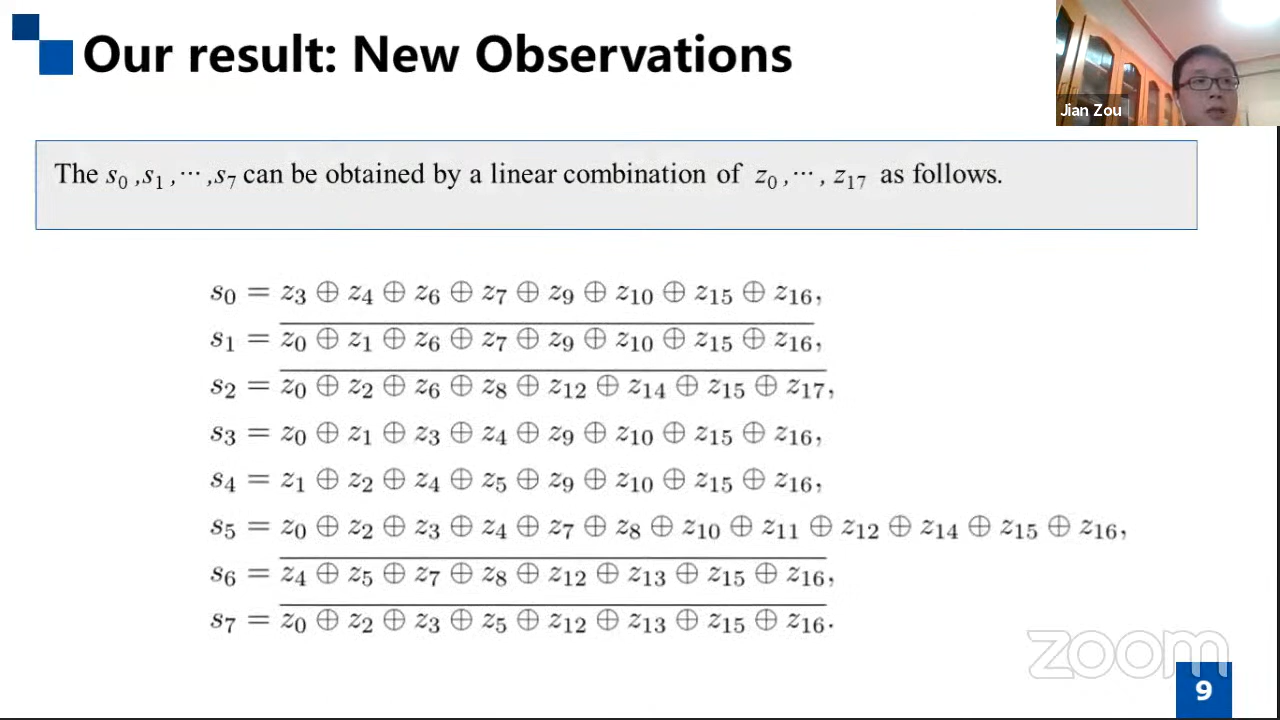 Our result: New Observations
Jian Zou
The s₀ ,s₁ ,⋯ ,s₇ can be obtained by a linear combination of z₀ ,⋯ , z₁₇ as follows.
s₀ = z₃ ⊕ z₄ ⊕ z₆ ⊕ z₇ ⊕ z₉ ⊕ z₁₀ ⊕ z₁₅ ⊕ z₁₆,
s₁ = \overline{z₀ ⊕ z₁ ⊕ z₆ ⊕ z₇ ⊕ z₉ ⊕ z₁₀ ⊕ z₁₅ ⊕ z₁₆},
s₂ = \overline{z₀ ⊕ z₂ ⊕ z₆ ⊕ z₈ ⊕ z₁₂ ⊕ z₁₄ ⊕ z₁₅ ⊕ z₁₇},
s₃ = z₀ ⊕ z₁ ⊕ z₃ ⊕ z₄ ⊕ z₉ ⊕ z₁₀ ⊕ z₁₅ ⊕ z₁₆,
s₄ = z₁ ⊕ z₂ ⊕ z₄ ⊕ z₅ ⊕ z₉ ⊕ z₁₀ ⊕ z₁₅ ⊕ z₁₆,
s₅ = z₀ ⊕ z₂ ⊕ z₃ ⊕ z₄ ⊕ z₇ ⊕ z₈ ⊕ z₁₀ ⊕ z₁₁ ⊕ z₁₂ ⊕ z₁₄ ⊕ z₁₅ ⊕ z₁₆,
s₆ = \overline{z₄ ⊕ z₅ ⊕ z₇ ⊕ z₈ ⊕ z₁₂ ⊕ z₁₃ ⊕ z₁₅ ⊕ z₁₆},
s₇ = \overline{z₀ ⊕ z₂ ⊕ z₃ ⊕ z₅ ⊕ z₁₂ ⊕ z₁₃ ⊕ z₁₅ ⊕ z₁₆}.
zoom
9